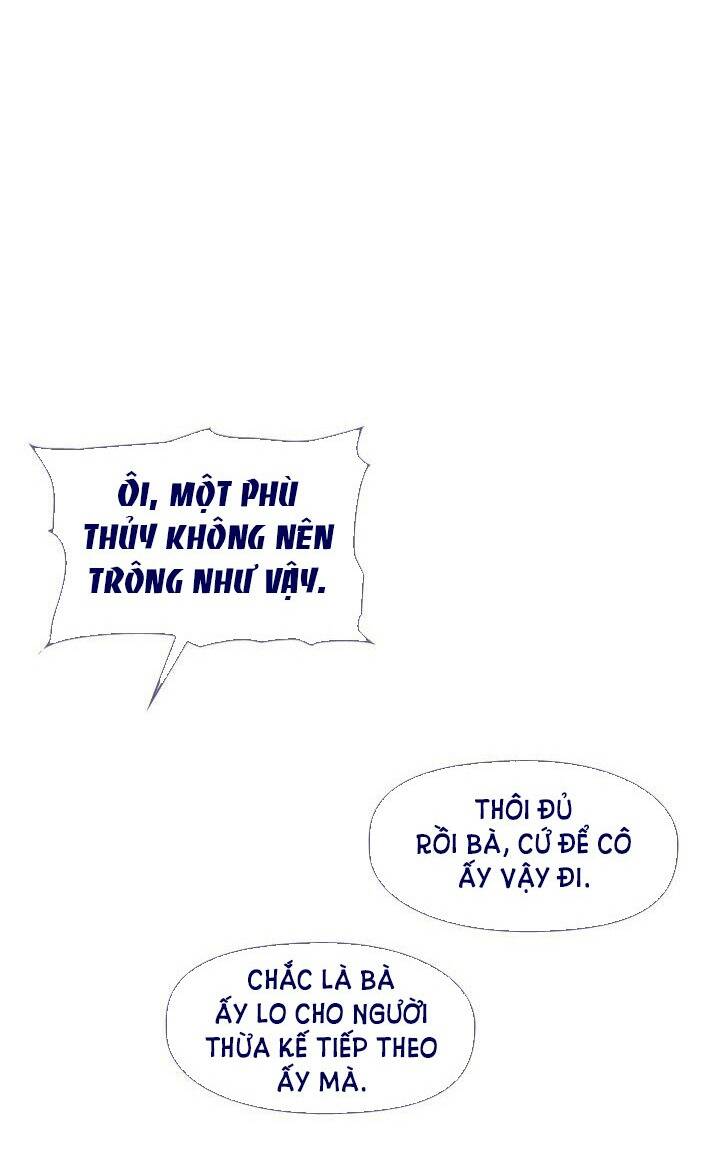 ÔI, MỘT PHÙ
THỦY KHÔNG NÊN
TRÔNG NHƯ VẬY.
THÔI ĐỦ
RỒI BÀ, CỨ ĐỂ CÔ
ẤY VẬY ĐI.
CHẮC LÀ BÀ
ẤY LO CHO NGƯỜI
THỪA KẾ TIẾP THEO
ẤY MÀ.